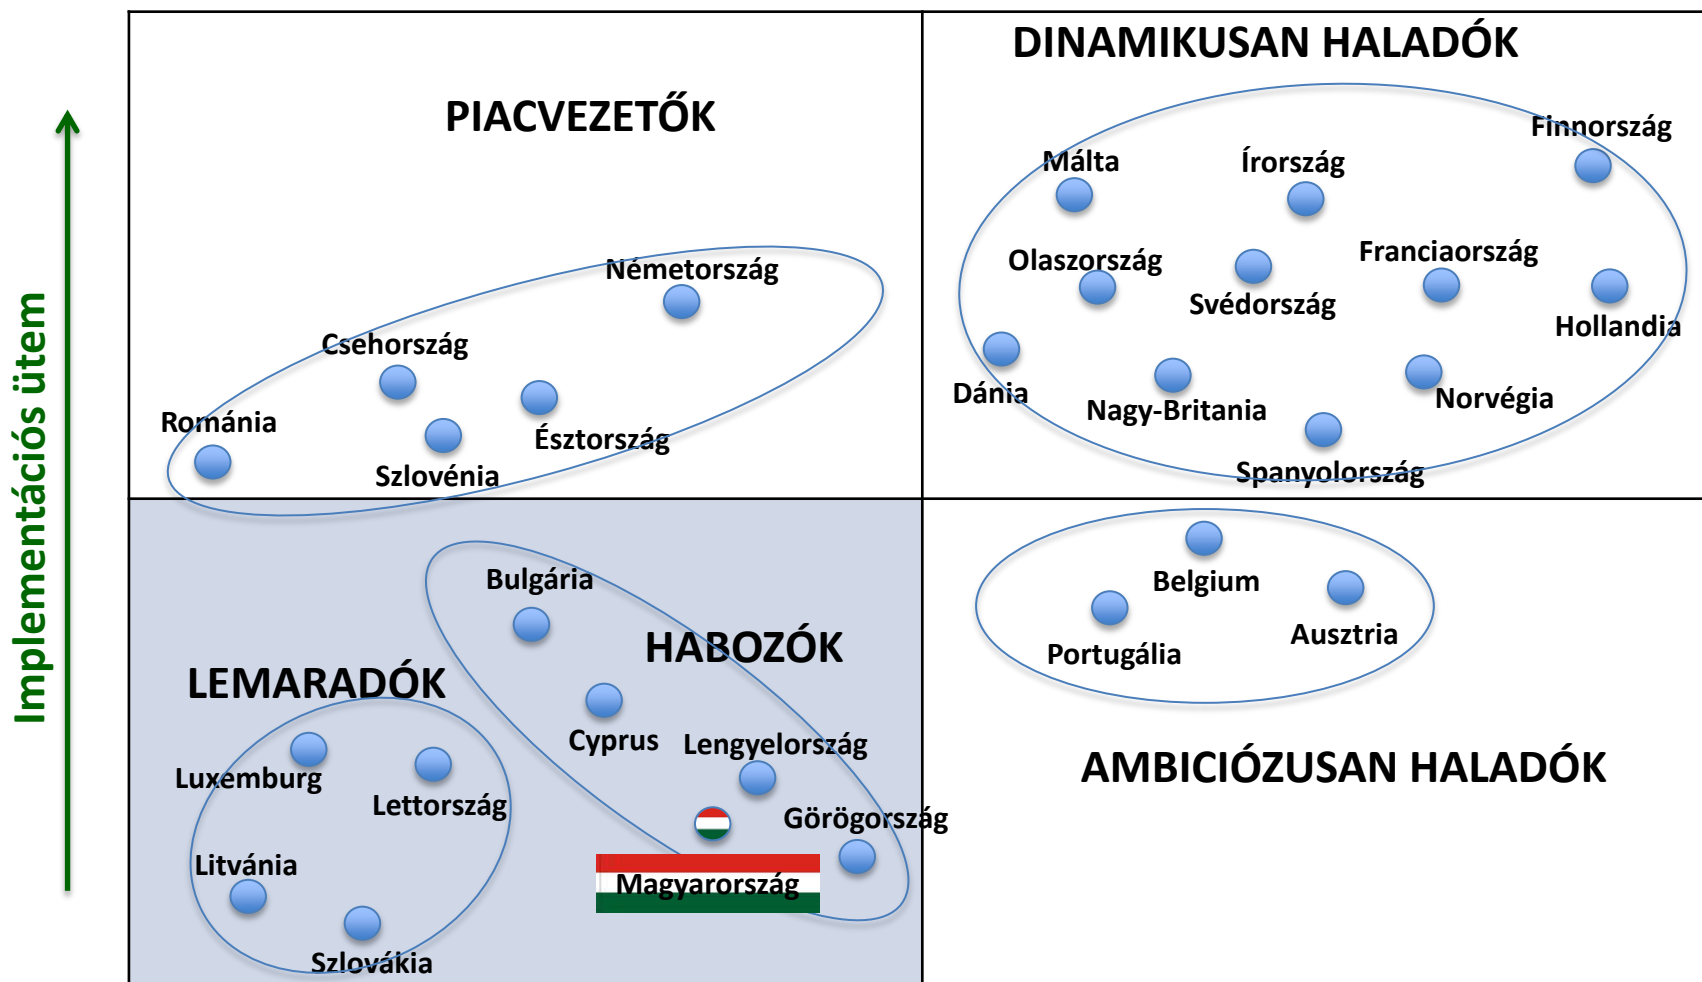 Implementációs ütem
PIACVEZETŐK
Németország
Csehország
Románia
Észtország
Szlovénia
DINAMIKUSAN HALADÓK
Finnország
Málta
Írország
Olaszország
Franciaország
Svédország
Hollandia
Dánia
Nagy-Britania
Norvégia
Spanyolország
LEMARADÓK
Luxemburg
Lettország
Litvánia
Szlovákia
HABOZÓK
Bulgária
Cyprus
Lengyelország
Görögország
Magyarország
Belgium
Ausztria
Portugália
AMBICIÓZUSAN HALADÓK